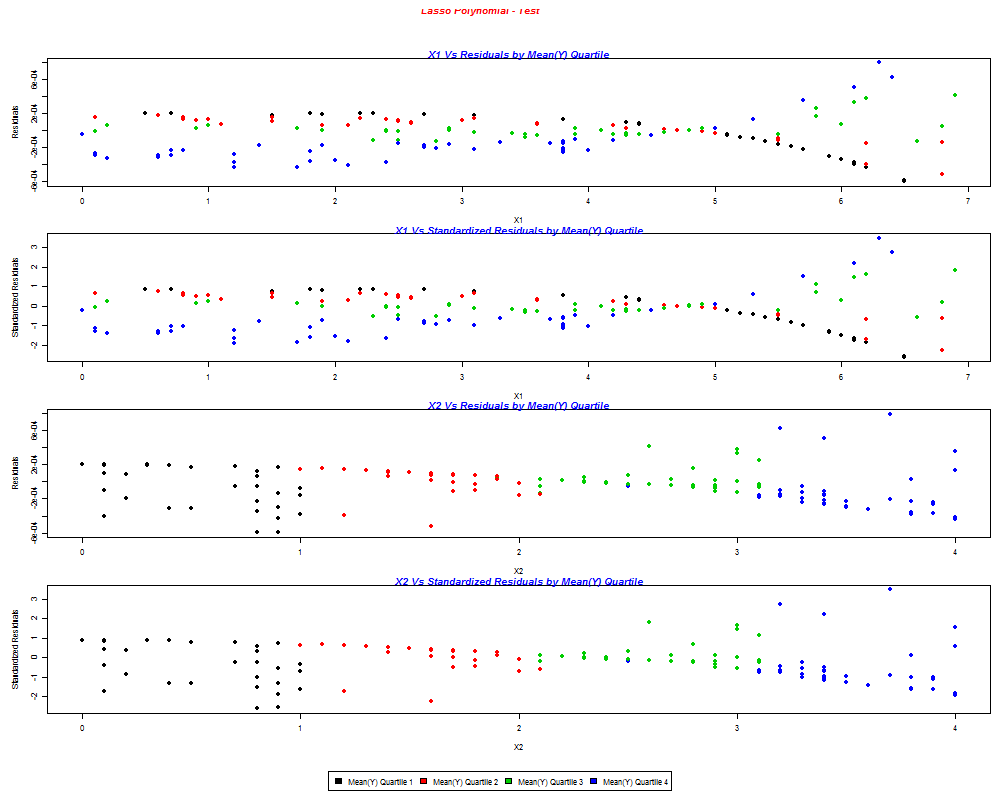 Lasso Polynomial - Test
X1 Vs Residuals by Mean(Y) Quartile
Residuals
-6e-04 -2e-04 2e-04 6e-04
0 1 2 3 4 5 6 7
X1
X1 Vs Standardized Residuals by Mean(Y) Quartile
Standardized Residuals
-2 -1 0 1 2 3
0 1 2 3 4 5 6 7
X1
X2 Vs Residuals by Mean(Y) Quartile
Residuals
-6e-04 -2e-04 2e-04 6e-04
0 1 2 3 4
X2
X2 Vs Standardized Residuals by Mean(Y) Quartile
Standardized Residuals
-2 -1 0 1 2 3
0 1 2 3 4
X2
Mean(Y) Quartile 1 Mean(Y) Quartile 2 Mean(Y) Quartile 3 Mean(Y) Quartile 4